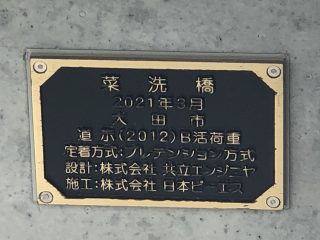 菜洗橋
2021年3月
大田市
道示(2012)B活荷重
定着方式:プレテンション方式
設計:株式会社 共立エンジニヤ
施工:株式会社 日本ピーエス